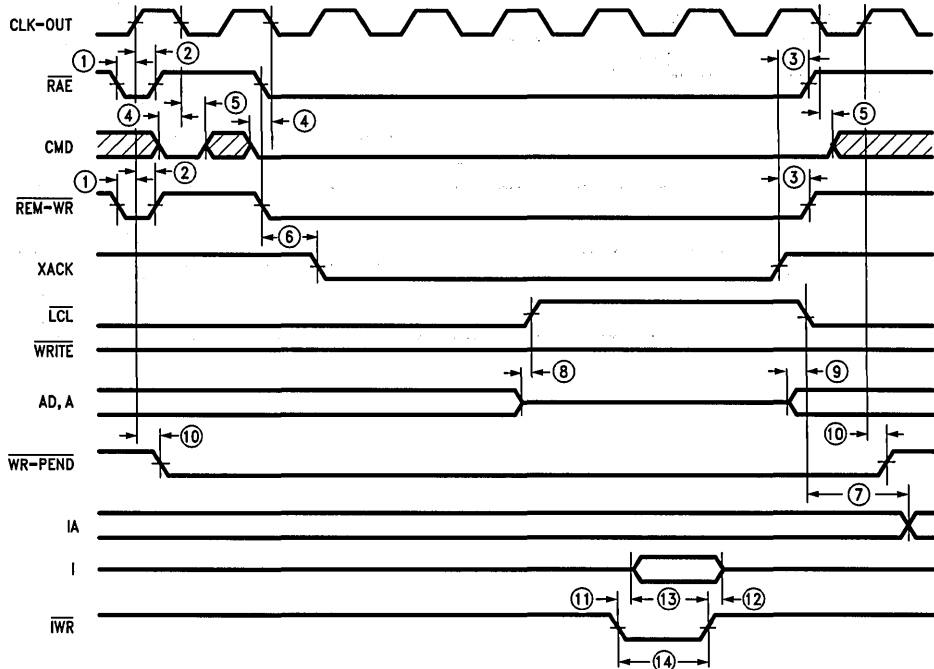 CLK-OUT
① ② ③
RAE
④ ⑤ ④ ⑤
CMD
① ② ③
REM-WR
⑥
XACK
LCL
WRITE
⑧ ⑨
AD, A
⑩ ⑩
WR-PEND
⑦
IA
I
⑪ ⑬ ⑫
IWR
⑭